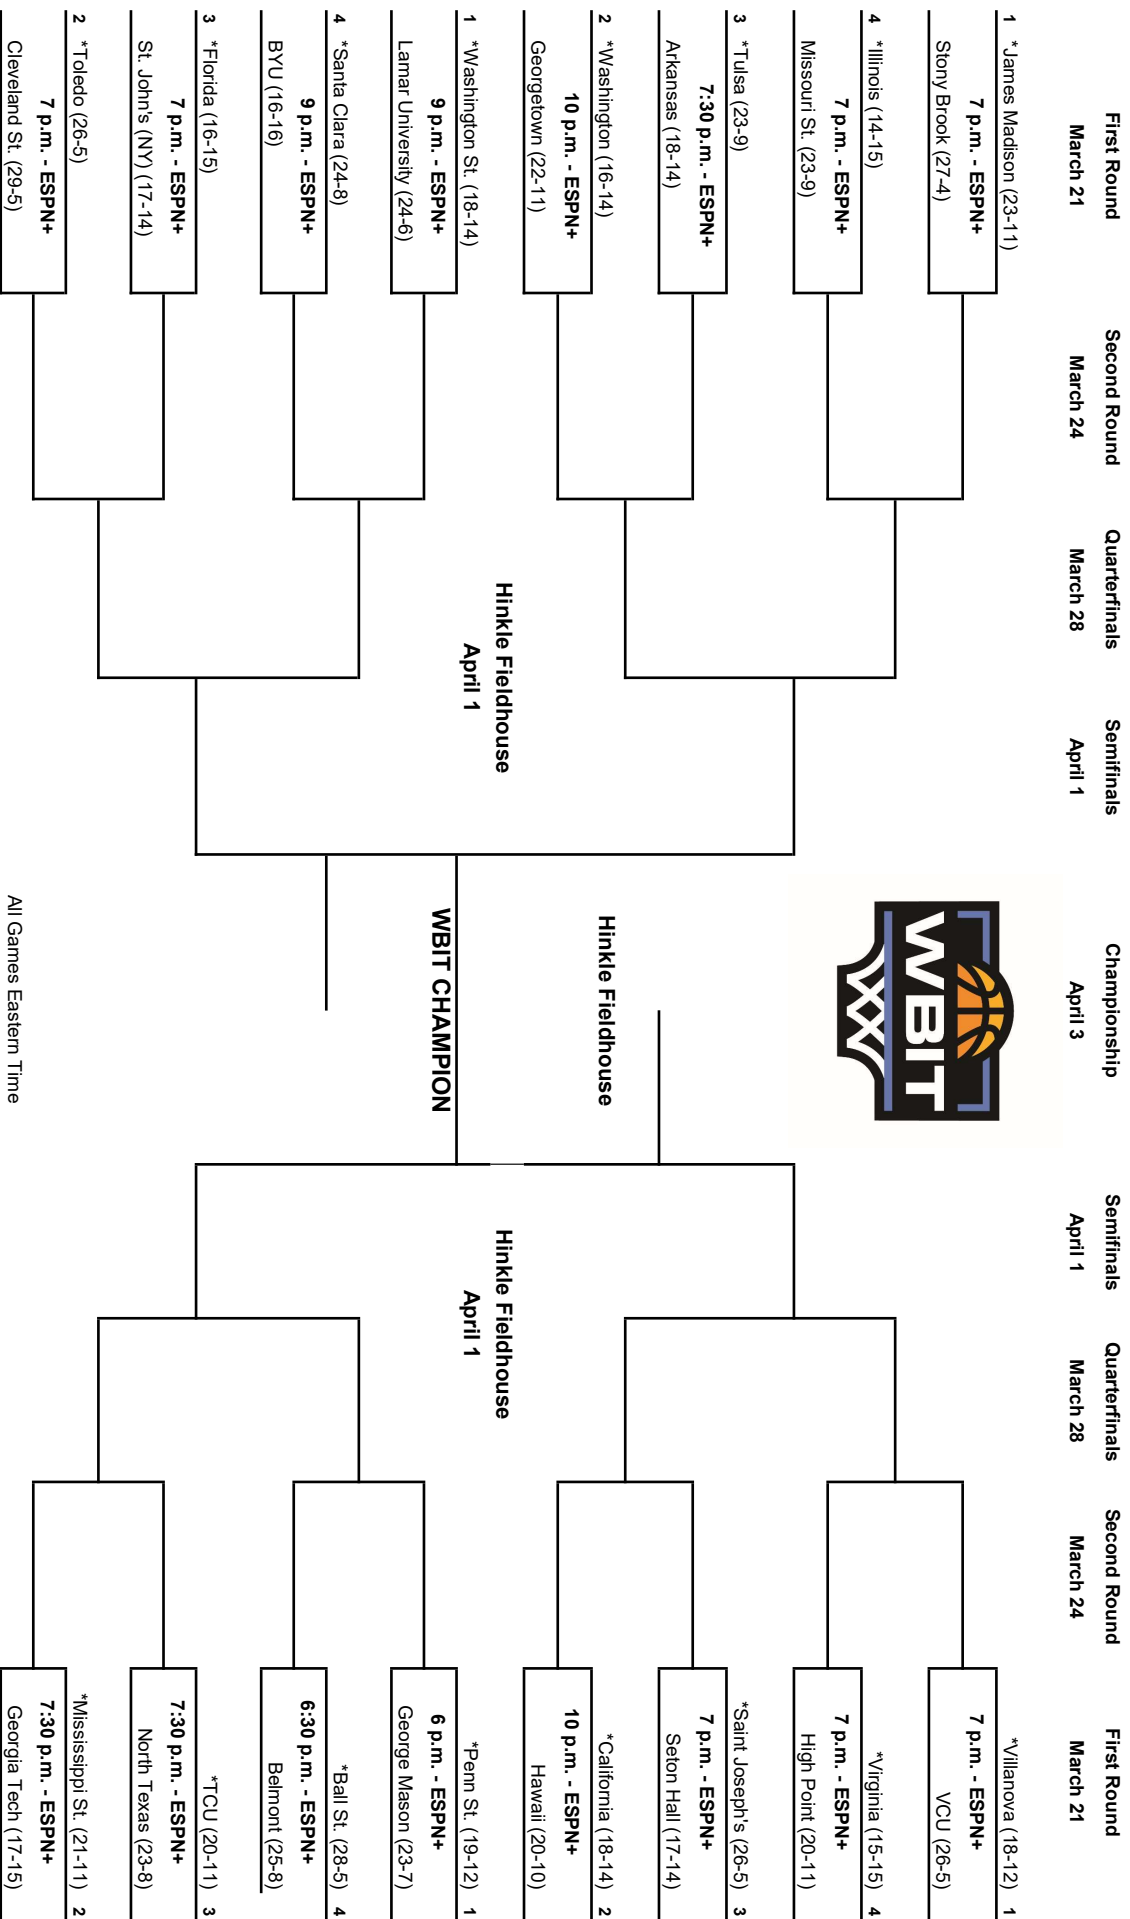 First Round
March 21
Second Round
March 24
Quarterfinals
March 28
Semifinals
April 1
Championship
April 3
Semifinals
April 1
Quarterfinals
March 28
Second Round
March 24
First Round
March 21
1 *James Madison (23-11)
7 p.m. - ESPN+
Stony Brook (27-4)
4 *Illinois (14-15)
7 p.m. - ESPN+
Missouri St. (23-9)
3 *Tulsa (23-9)
7:30 p.m. - ESPN+
Arkansas (18-14)
2 *Washington (16-14)
10 p.m. - ESPN+
Georgetown (22-11)
1 *Washington St. (18-14)
9 p.m. - ESPN+
Lamar University (24-6)
4 *Santa Clara (24-8)
9 p.m. - ESPN+
BYU (16-16)
3 *Florida (16-15)
7 p.m. - ESPN+
St. John's (NY) (17-14)
2 *Toledo (26-5)
7 p.m. - ESPN+
Cleveland St. (29-5)
Hinkle Fieldhouse
April 1
WBIT
Hinkle Fieldhouse
WBIT CHAMPION
All Games Eastern Time
Hinkle Fieldhouse
April 1
*Villanova (18-12) 1
7 p.m. - ESPN+
VCU (26-5)
*Virginia (15-15) 4
7 p.m. - ESPN+
High Point (20-11)
*Saint Joseph's (26-5) 3
7 p.m. - ESPN+
Seton Hall (17-14)
*California (18-14) 2
10 p.m. - ESPN+
Hawaii (20-10)
*Penn St. (19-12) 1
6 p.m. - ESPN+
George Mason (23-7)
*Ball St. (28-5) 4
6:30 p.m. - ESPN+
Belmont (25-8)
*TCU (20-11) 3
7:30 p.m. - ESPN+
North Texas (23-8)
*Mississippi St. (21-11) 2
7:30 p.m. - ESPN+
Georgia Tech (17-15)